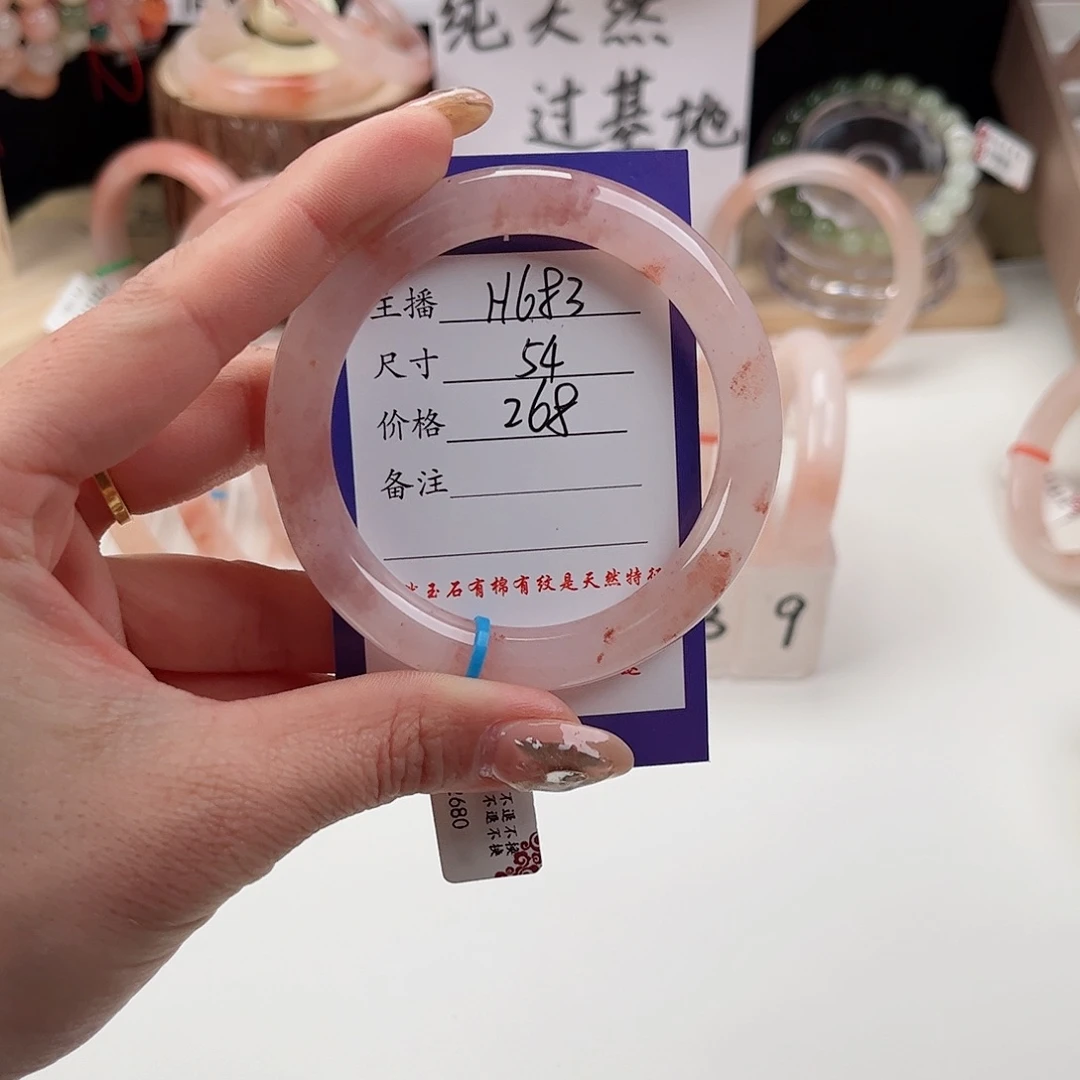 纯天然
过基地
主播 H683
尺寸 54
价格 268
备注
玉石有棉有纹是天然特征
9
680
不退不换
不退不换